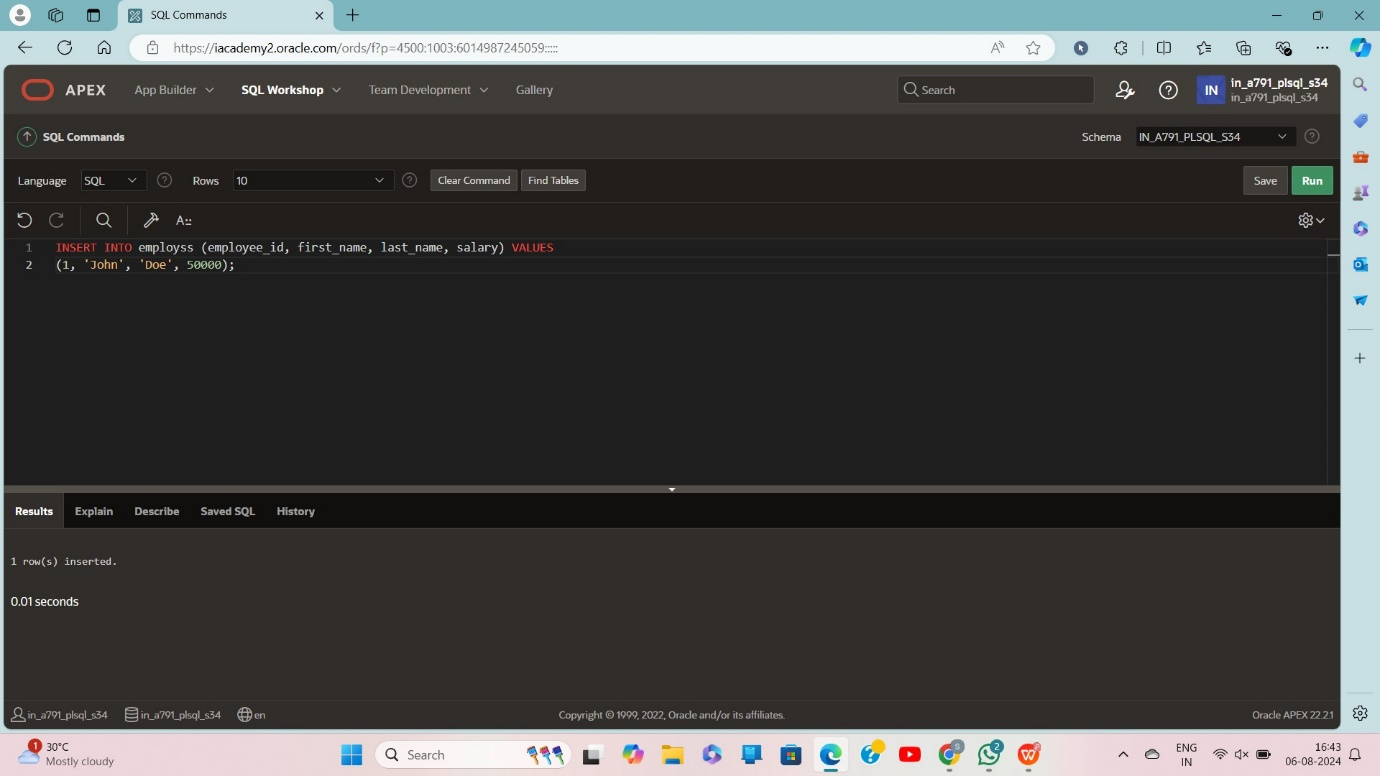 SQL Commands
https://iacademy2.oracle.com/ords/f?p=4500:1003:6014987245059:::::
APEX App Builder SQL Workshop Team Development Gallery Search IN in_a791_plsql_s34
in_a791_plsql_s34
SQL Commands Schema IN_A791_PLSQL_S34
Language SQL Rows 10 Clear Command Find Tables Save Run
A::
1 INSERT INTO employss (employee_id, first_name, last_name, salary) VALUES
2 (1, 'John', 'Doe', 50000);
Results Explain Describe Saved SQL History
1 row(s) inserted.
0.01 seconds
in_a791_plsql_s34 in_a791_plsql_s34 en Copyright © 1999, 2022, Oracle and/or its affiliates. Oracle APEX 22.2.1
1 30°C
Mostly cloudy
Search
S
2
ENG
IN
16:43
06-08-2024